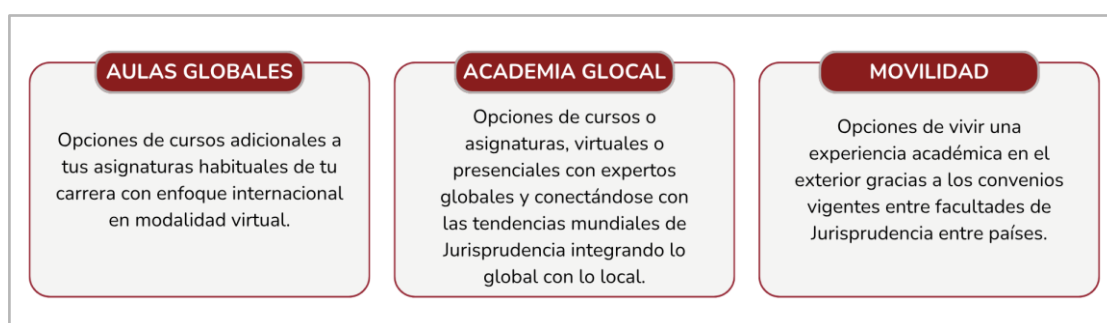 AULAS GLOBALES
Opciones de cursos adicionales a
tus asignaturas habituales de tu
carrera con enfoque internacional
en modalidad virtual.
ACADEMIA GLOCAL
Opciones de cursos o
asignaturas, virtuales o
presenciales con expertos
globales y conectándose con
las tendencias mundiales de
Jurisprudencia integrando lo
global con lo local.
MOVILIDAD
Opciones de vivir una
experiencia académica en el
exterior gracias a los convenios
vigentes entre facultades de
Jurisprudencia entre países.